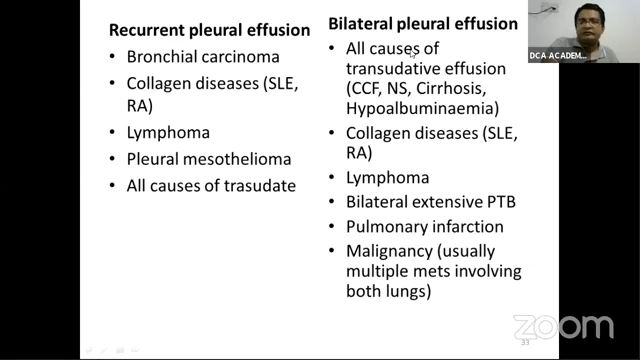 Recurrent pleural effusion
• Bronchial carcinoma
• Collagen diseases (SLE,
RA)
• Lymphoma
• Pleural mesothelioma
• All causes of trasudate
Bilateral pleural effusion
• All causes of
transudative effusion
(CCF, NS, Cirrhosis,
Hypoalbuminaemia)
• Collagen diseases (SLE,
RA)
• Lymphoma
• Bilateral extensive PTB
• Pulmonary infarction
• Malignancy (usually
multiple mets involving
both lungs)
DCA ACADEM...
zoom
33